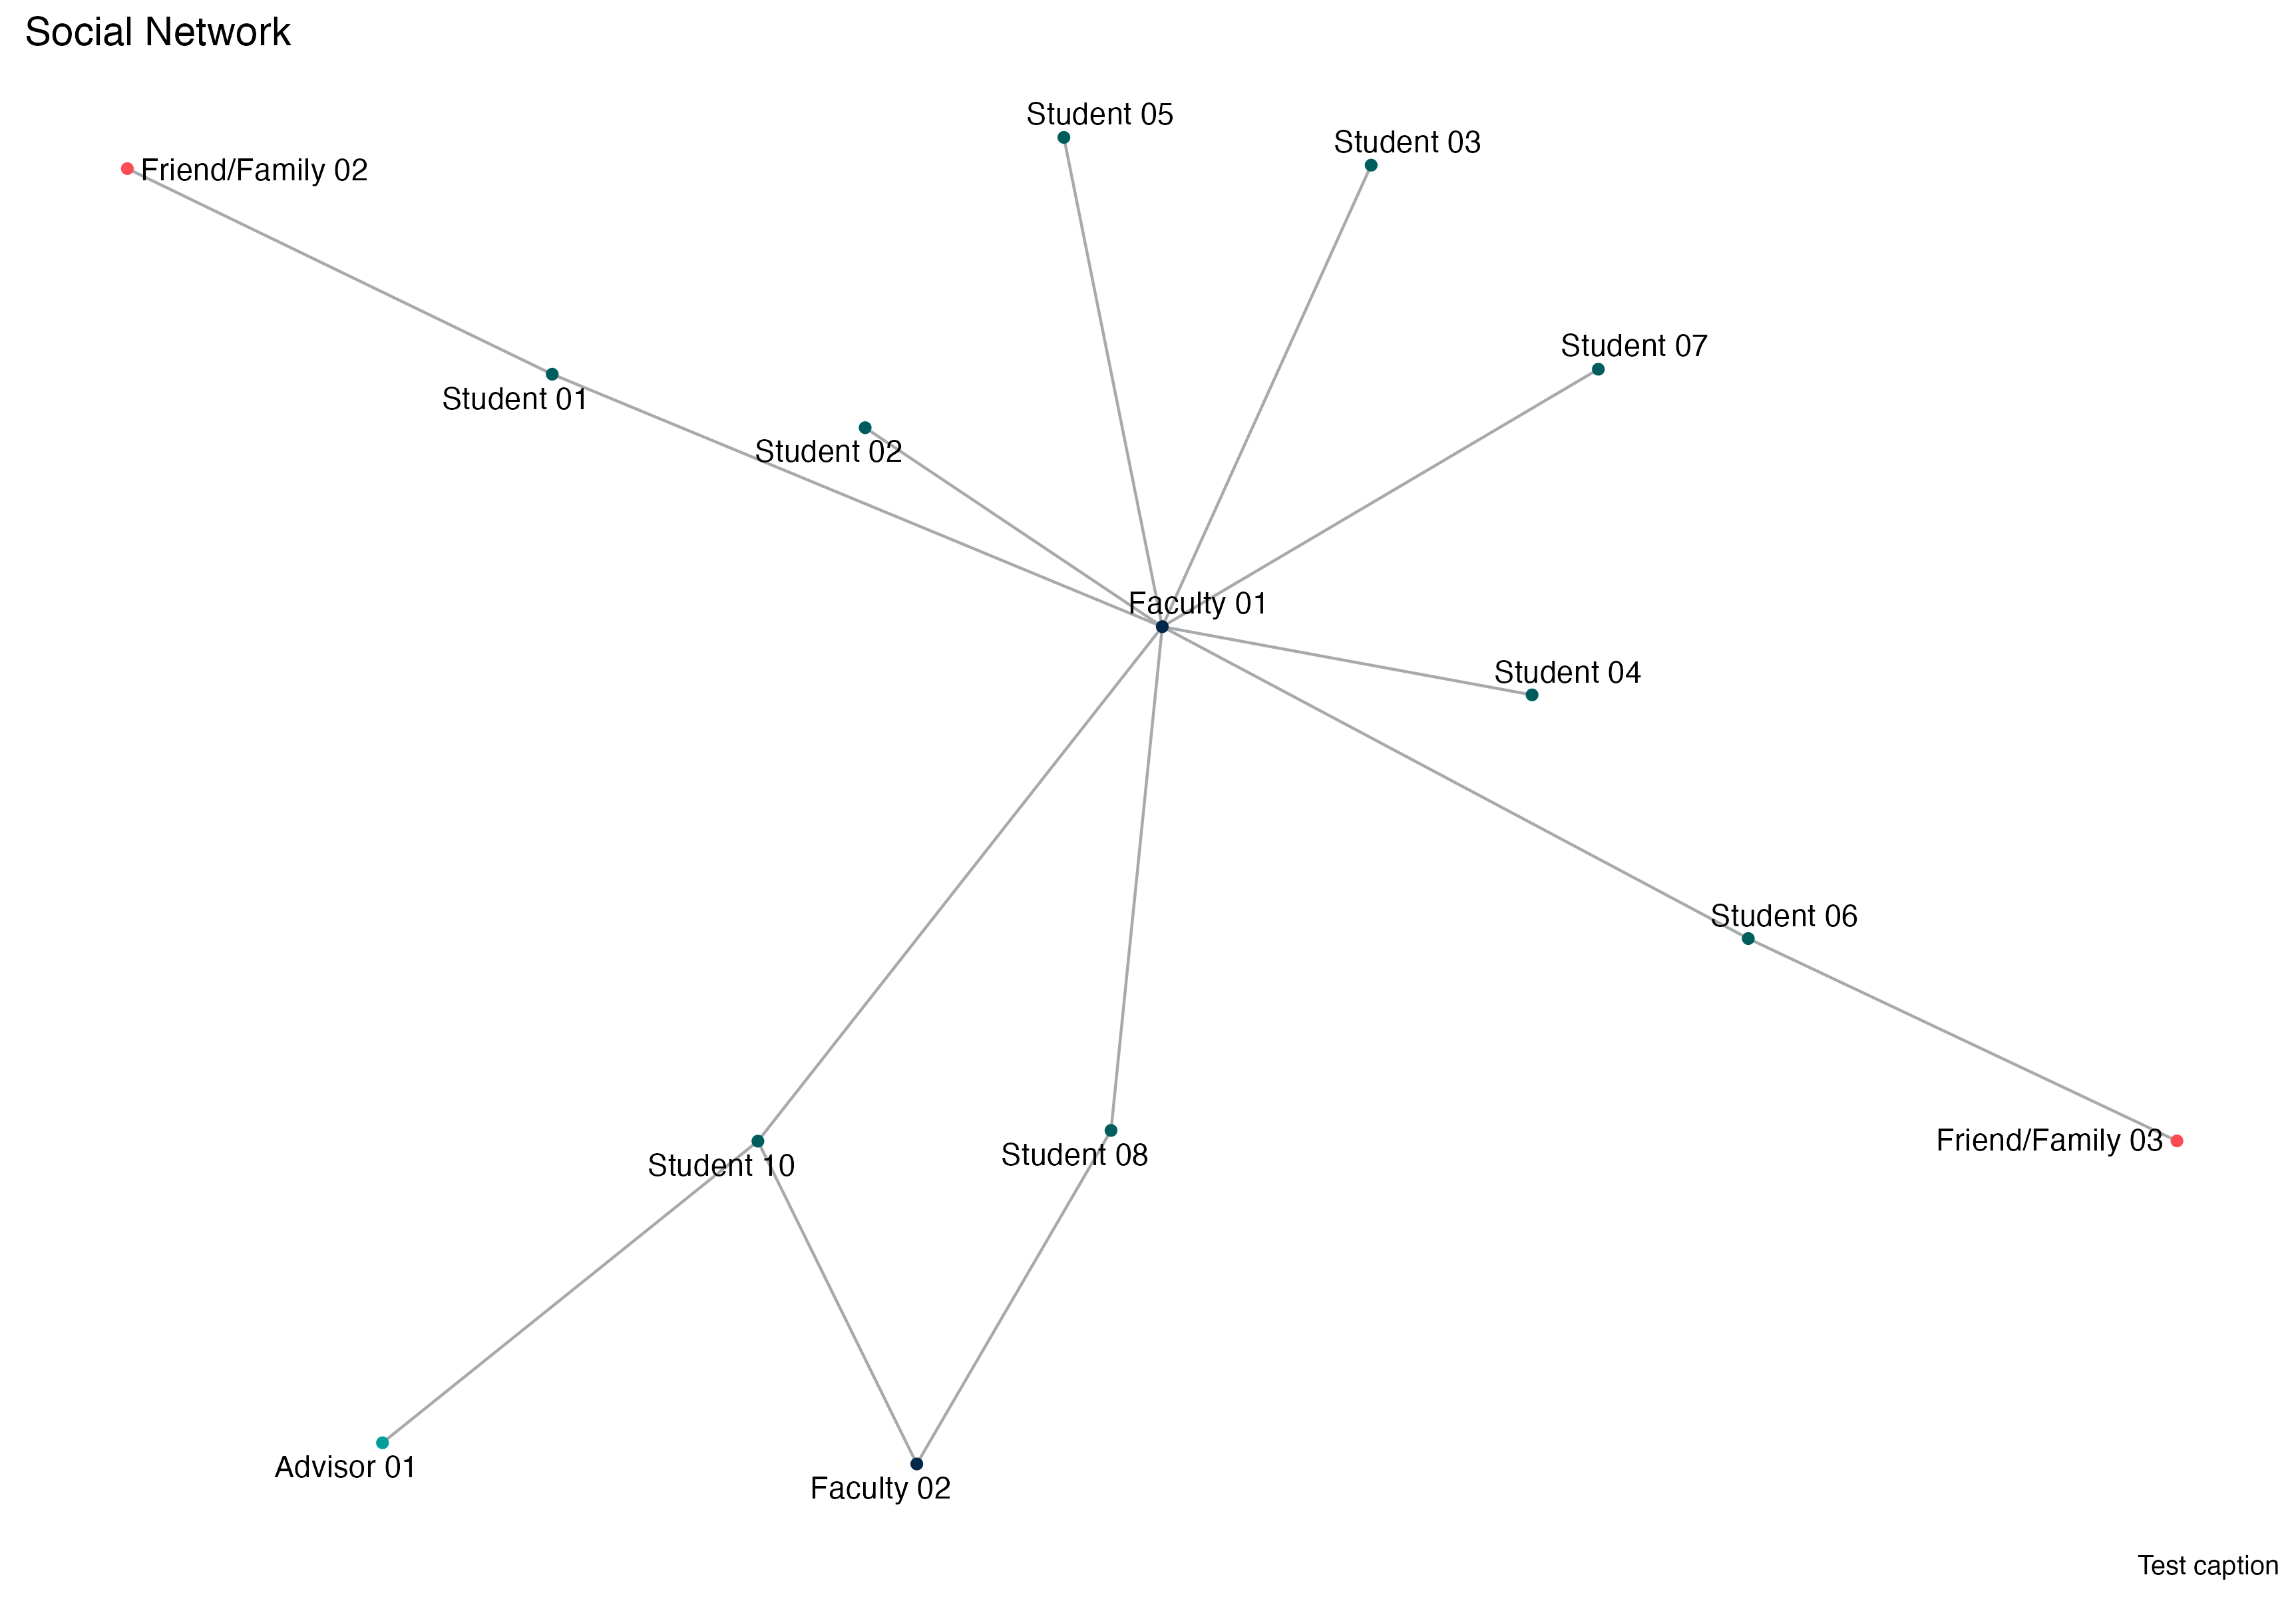 Social Network
Student 05
Student 03
Friend/Family 02
Student 07
Student 01
Student 02
Faculty 01
Student 04
Student 06
Friend/Family 03
Student 10
Student 08
Advisor 01
Faculty 02
Test caption